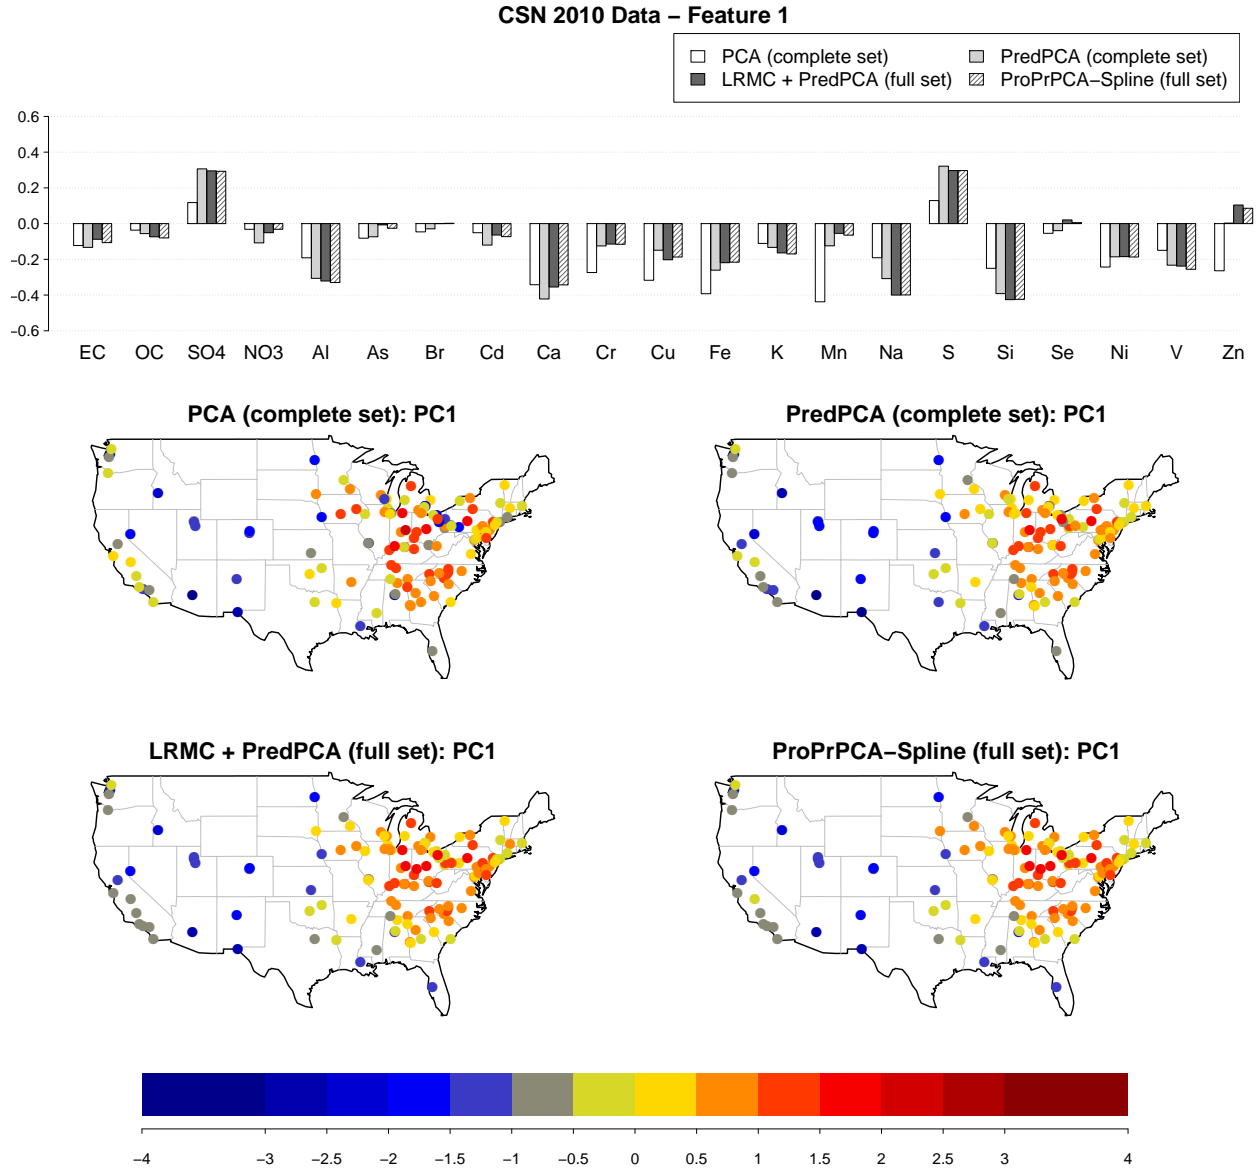 CSN 2010 Data − Feature 1
PCA (complete set) PredPCA (complete set)
LRMC + PredPCA (full set) ProPrPCA−Spline (full set)
0.6
0.4
0.2
0.0
−0.2
−0.4
−0.6
EC OC SO4 NO3 Al As Br Cd Ca Cr Cu Fe K Mn Na S Si Se Ni V Zn
PCA (complete set): PC1 PredPCA (complete set): PC1
LRMC + PredPCA (full set): PC1 ProPrPCA−Spline (full set): PC1
−4 −3 −2.5 −2 −1.5 −1 −0.5 0 0.5 1 1.5 2 2.5 3 4